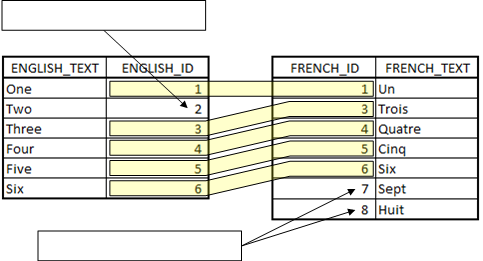 ENGLISH_TEXT ENGLISH_ID FRENCH_ID FRENCH_TEXT
One 1 1 Un
Two 2 3 Trois
Three 3 4 Quatre
Four 4 5 Cinq
Five 5 6 Six
Six 6 7 Sept
8 Huit